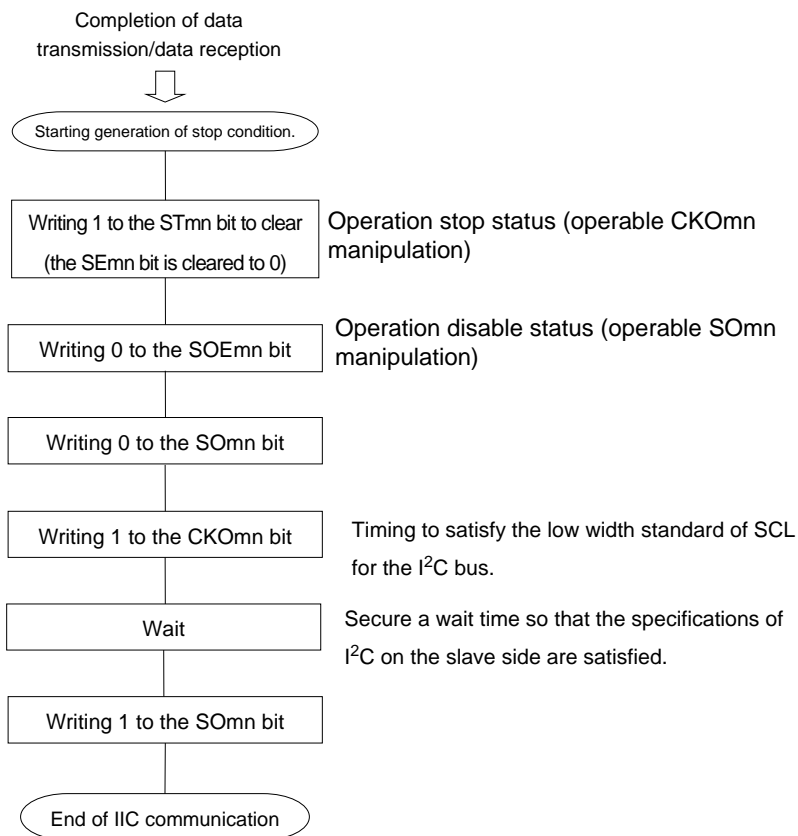 Completion of data
transmission/data reception
Starting generation of stop condition.
Writing 1 to the STmn bit to clear
(the SEmn bit is cleared to 0)
Operation stop status (operable CKOmn
manipulation)
Writing 0 to the SOEmn bit
Operation disable status (operable SOmn
manipulation)
Writing 0 to the SOmn bit
Writing 1 to the CKOmn bit
Timing to satisfy the low width standard of SCL
for the I²C bus.
Wait
Secure a wait time so that the specifications of
I²C on the slave side are satisfied.
Writing 1 to the SOmn bit
End of IIC communication